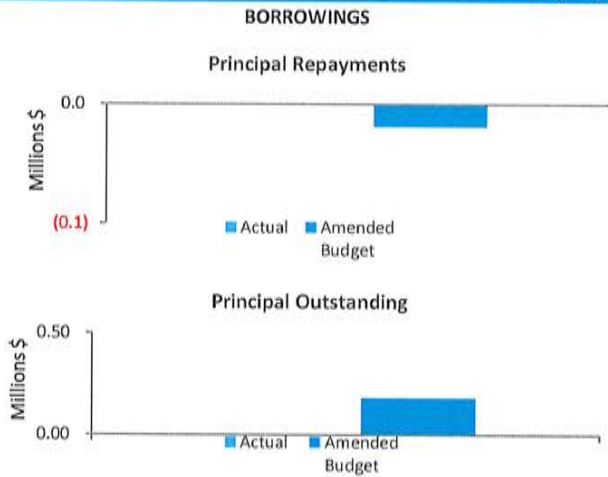 BORROWINGS
Principal Repayments
0.0
Millions $
(0.1)
Actual Amended
Budget
Principal Outstanding
0.50
Millions $
0.00
Actual Amended
Budget